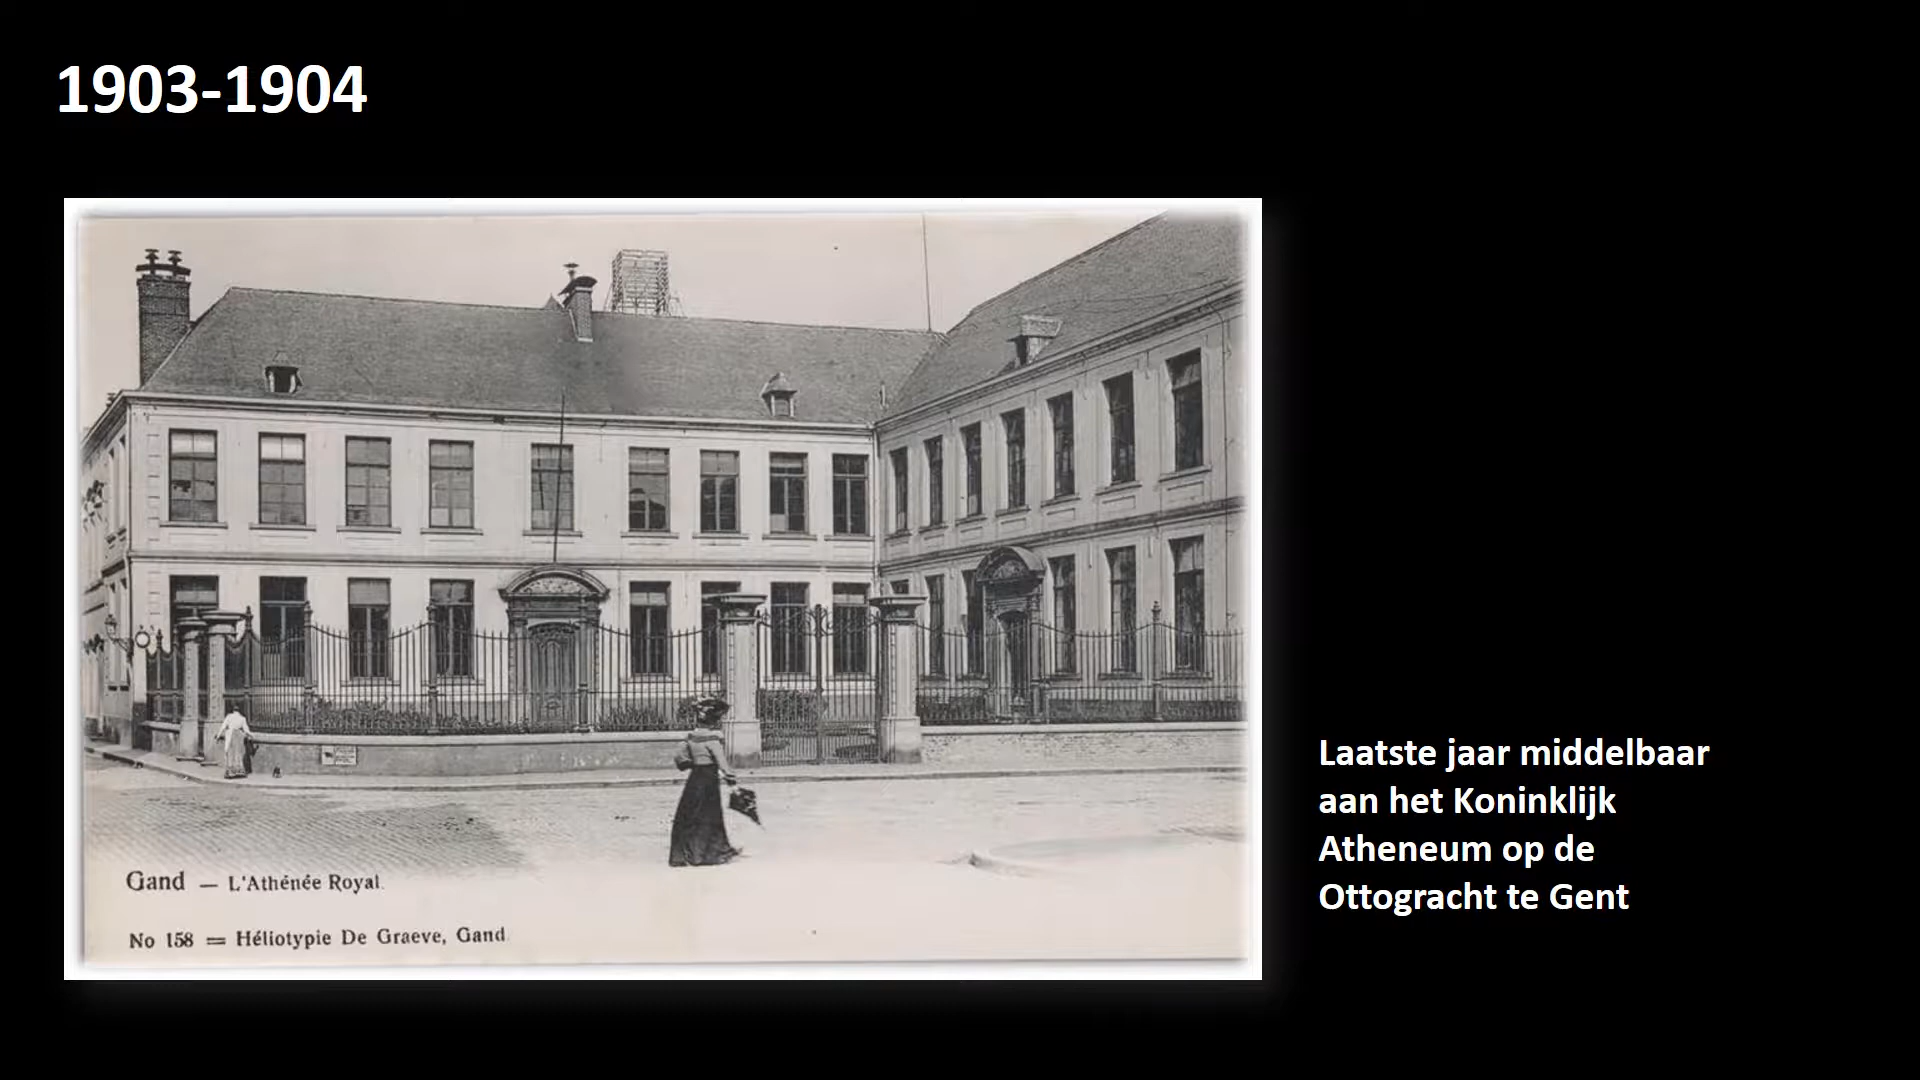 1903-1904
Gand — L'Athénée Royal.
No 158 = Héliotypie De Graeve, Gand
Laatste jaar middelbaar
aan het Koninklijk
Atheneum op de
Ottogracht te Gent